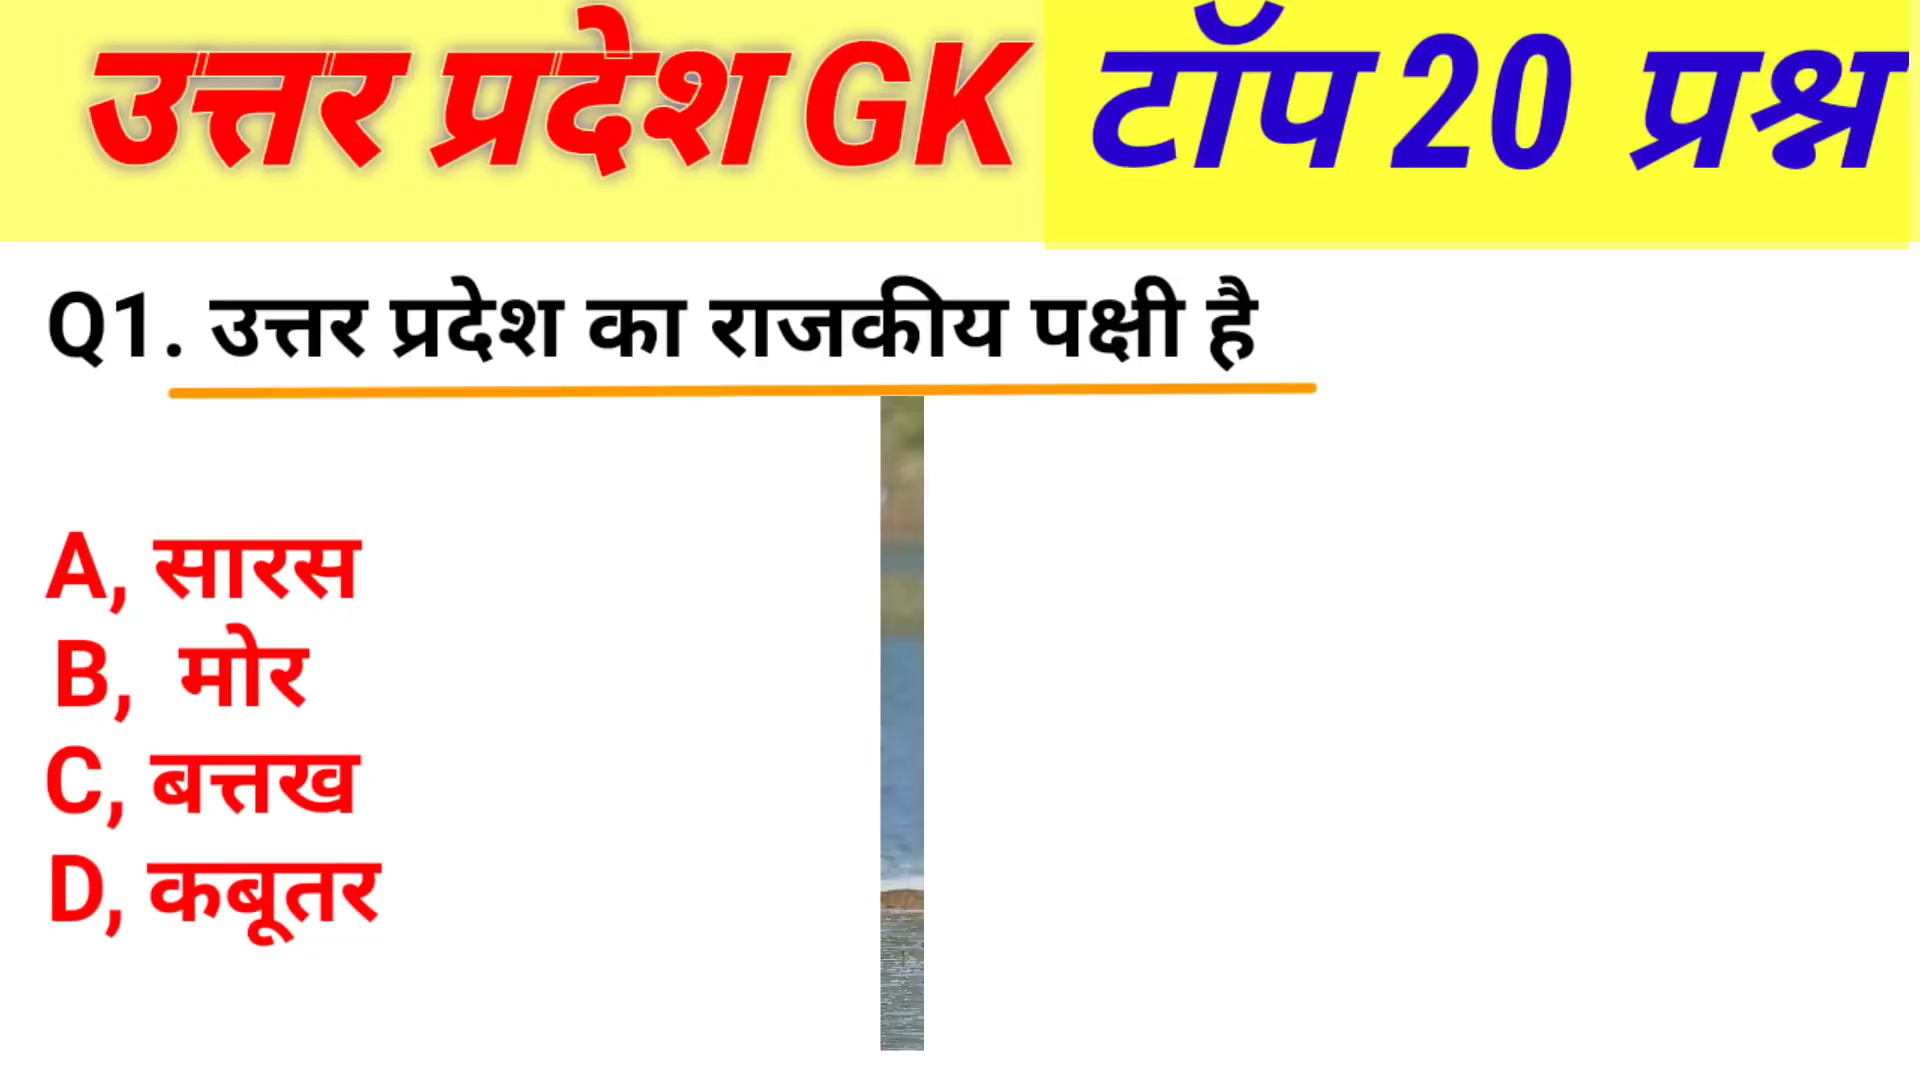 उत्तर प्रदेश GK टॉप 20 प्रश्न
Q1. उत्तर प्रदेश का राजकीय पक्षी है
A, सारस
B, मोर
C, बत्तख
D, कबूतर